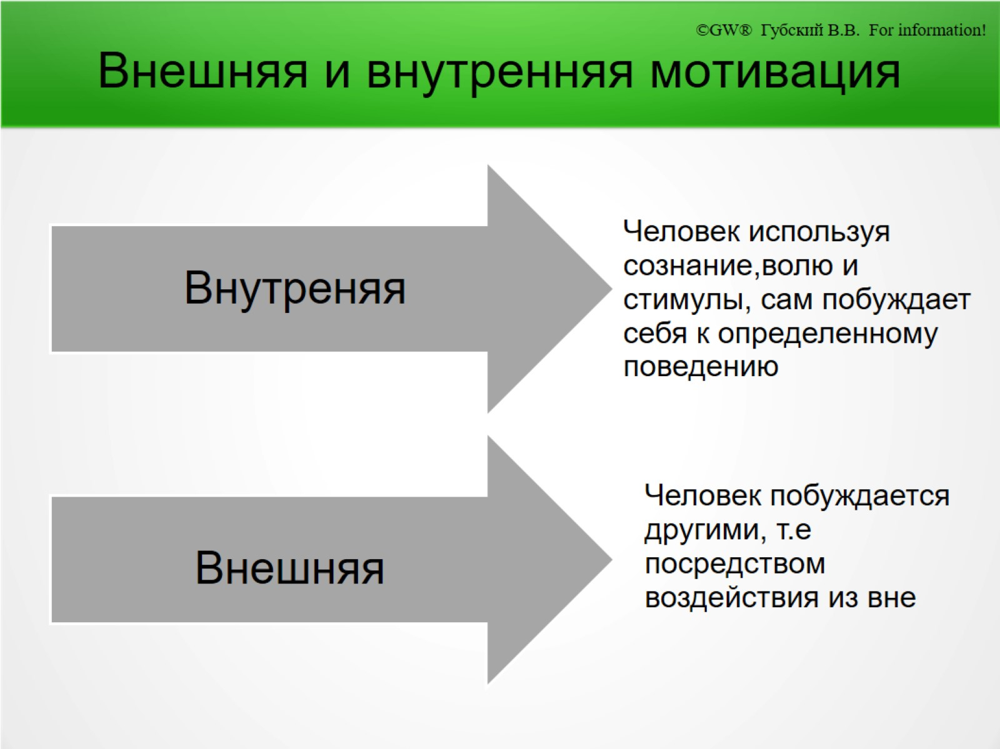 ©GW® Губский В.В. For information!
Внешняя и внутренняя мотивация
Внутреняя
Человек используя
сознание,волю и
стимулы, сам побуждает
себя к определенному
поведению
Внешняя
Человек побуждается
другими, т.е
посредством
воздействия из вне